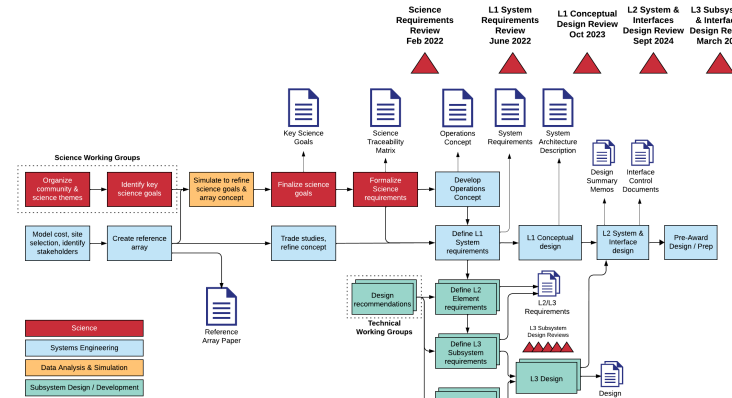 Science
Requirements
Review
Feb 2022
L1 System
Requirements
Review
June 2022
L1 Conceptual
Design Review
Oct 2023
L2 System &
Interfaces
Design Review
Sept 2024
L3 Subsys
& Interfac
Design Re
March 20
Key Science
Goals
Science
Traceability
Matrix
Operations
Concept
System
Requirements
System
Architecture
Description
Design
Summary
Memos
Interface
Control
Documents
Science Working Groups
Organize
community &
science themes
Identify key
science goals
Simulate to refine
science goals &
array concept
Finalize science
goals
Formalize
Science
requirements
Develop
Operations
Concept
Model cost, site
selection, identify
stakeholders
Create reference
array
Trade studies,
refine concept
Define L1
System
requirements
L1 Conceptual
design
L2 System &
Interface
design
Pre-Award
Design / Prep
Reference
Array Paper
Design
recommendations
Technical
Working Groups
Define L2
Element
requirements
L2/L3
Requirements
Define L3
Subsystem
requirements
L3 Subsystem
Design Reviews
L3 Design
Design
Science
Systems Engineering
Data Analysis & Simulation
Subsystem Design / Development